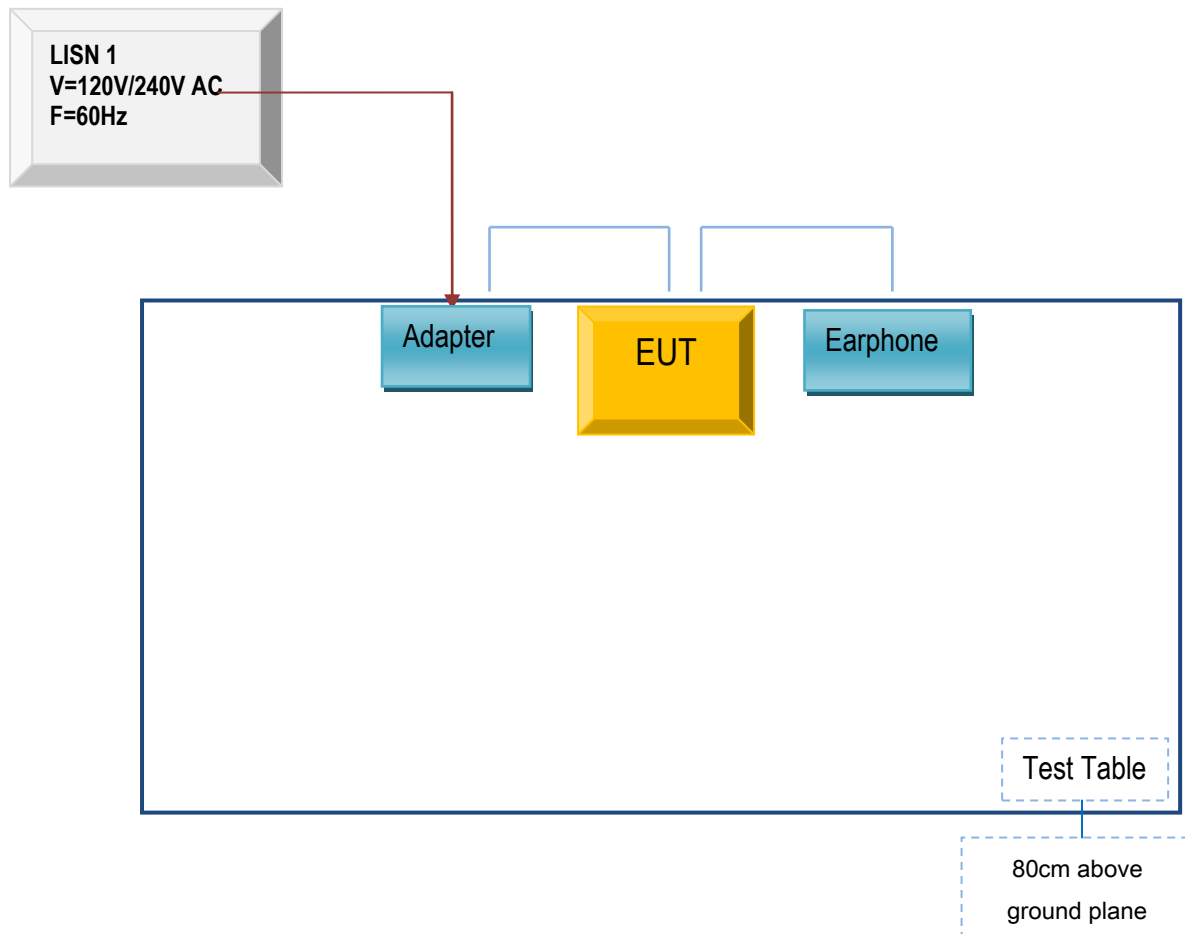 LISN 1
V=120V/240V AC
F=60Hz
Adapter
EUT
Earphone
Test Table
80cm above
ground plane